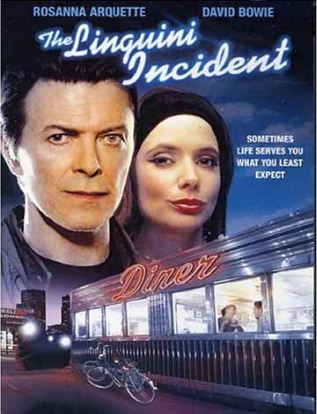 ROSANNA ARQUETTE DAVID BOWIE
The Linguini
Incident
SOMETIMES
LIFE SERVES YOU
WHAT YOU LEAST
EXPECT
Diner